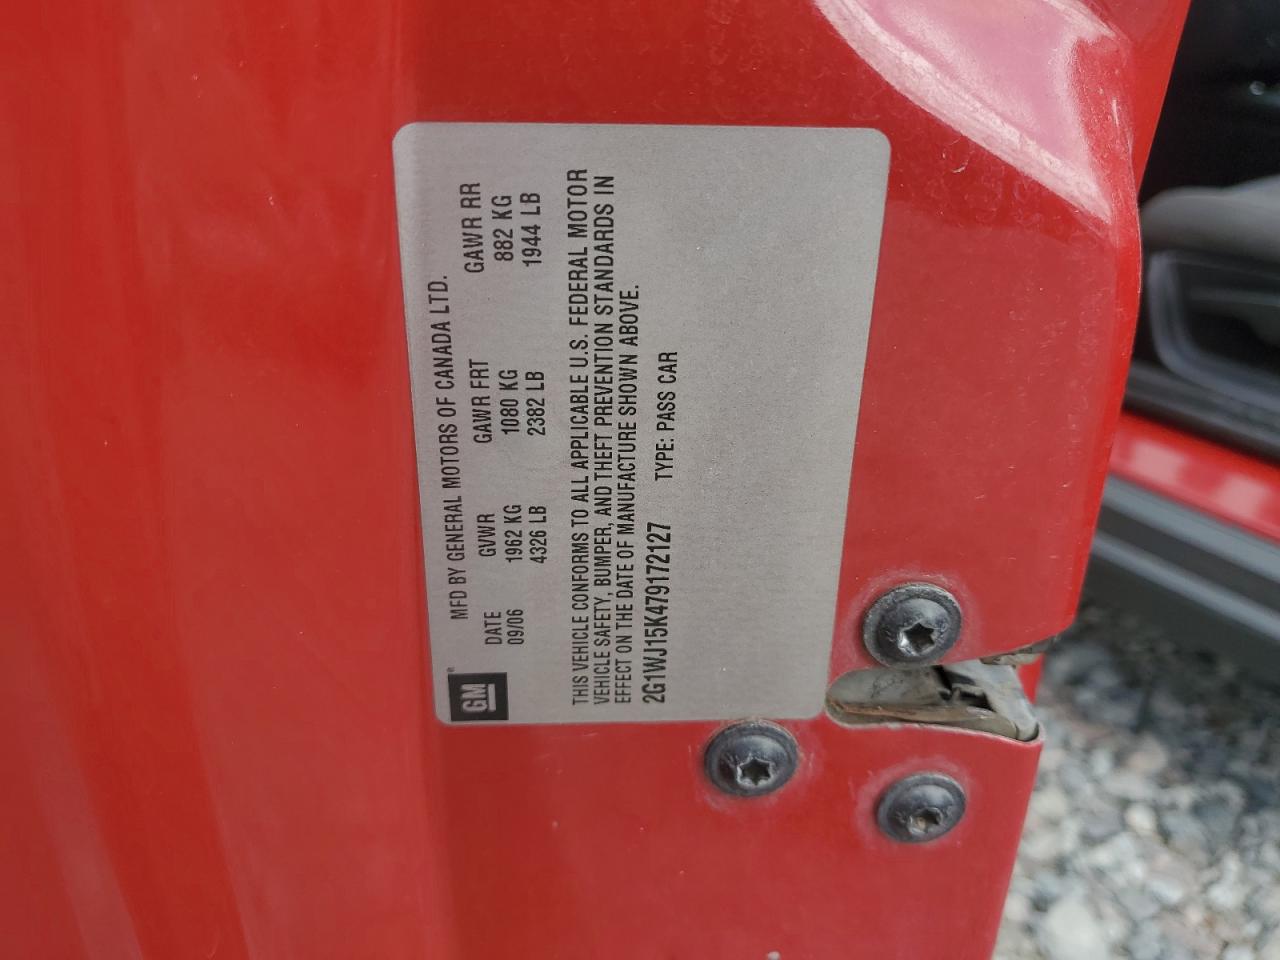 GM
MFD BY GENERAL MOTORS OF CANADA LTD.
DATE GVWR GAWR FRT GAWR RR
09/06 1962 KG 1080 KG 882 KG
4326 LB 2382 LB 1944 LB
THIS VEHICLE CONFORMS TO ALL APPLICABLE U.S. FEDERAL MOTOR
VEHICLE SAFETY, BUMPER, AND THEFT PREVENTION STANDARDS IN
EFFECT ON THE DATE OF MANUFACTURE SHOWN ABOVE.
2G1WJ15K479172127 TYPE: PASS CAR